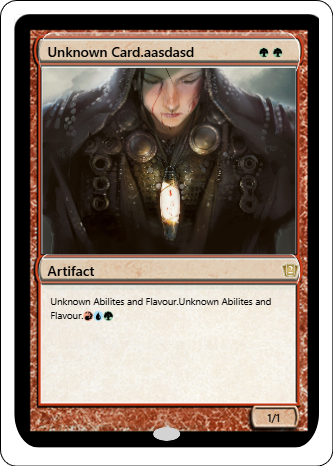 Unknown Card.aasdasd
Artifact
Unknown Abilites and Flavour.Unknown Abilites and
Flavour.
1/1